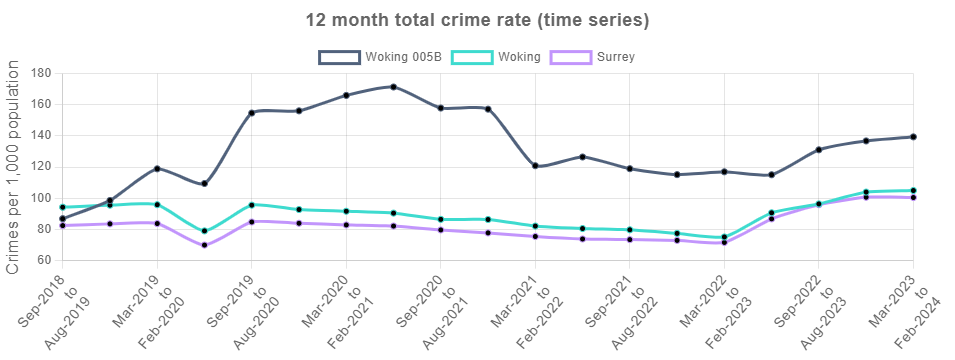 12 month total crime rate (time series)
Woking 005B
Woking
Surrey
Crimes per 1,000 population
180
160
140
120
100
80
60
Sep-2018
to
Aug-2019
Mar-2019
to
Feb-2020
Sep-2019
to
Aug-2020
Mar-2020
to
Feb-2021
Sep-2020
to
Aug-2021
Mar-2021
to
Feb-2022
Sep-2021
to
Aug-2022
Mar-2022
to
Feb-2023
Sep-2022
to
Aug-2023
Mar-2023
to
Feb-2024